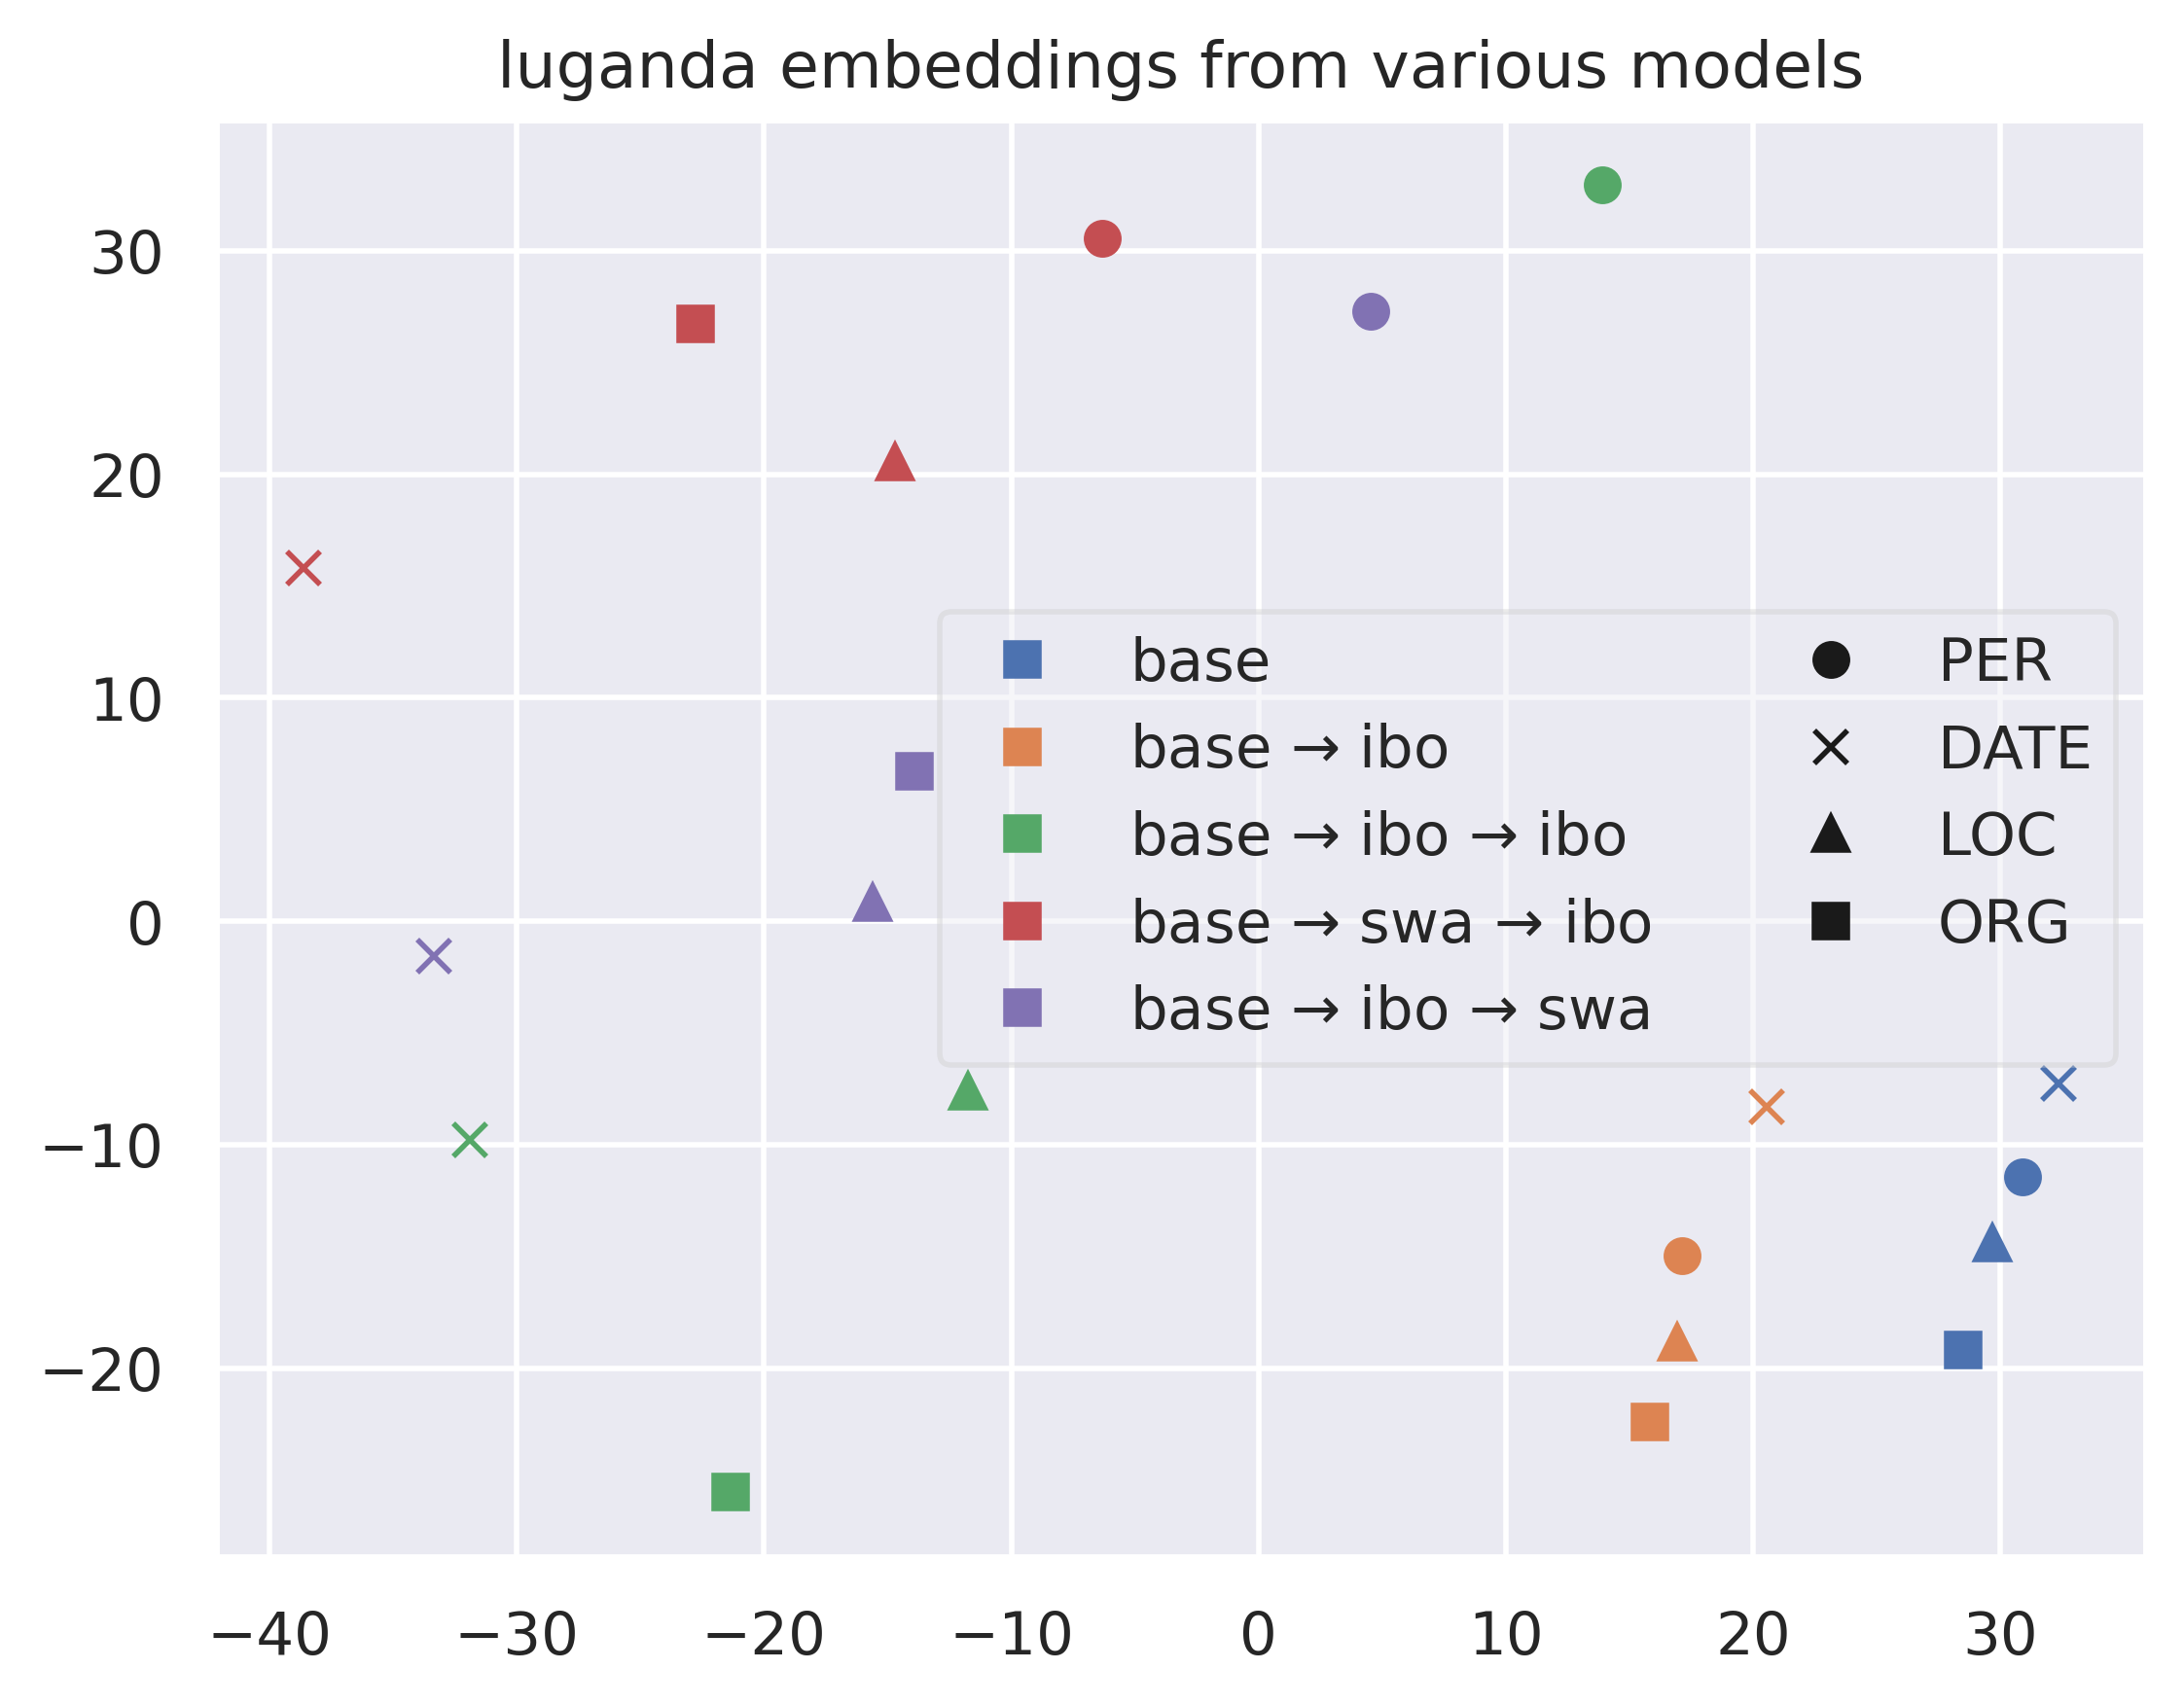 luganda embeddings from various models
30
20
10
0
−10
−20
base
base → ibo
base → ibo → ibo
base → swa → ibo
base → ibo → swa
PER
DATE
LOC
ORG
−40 −30 −20 −10 0 10 20 30